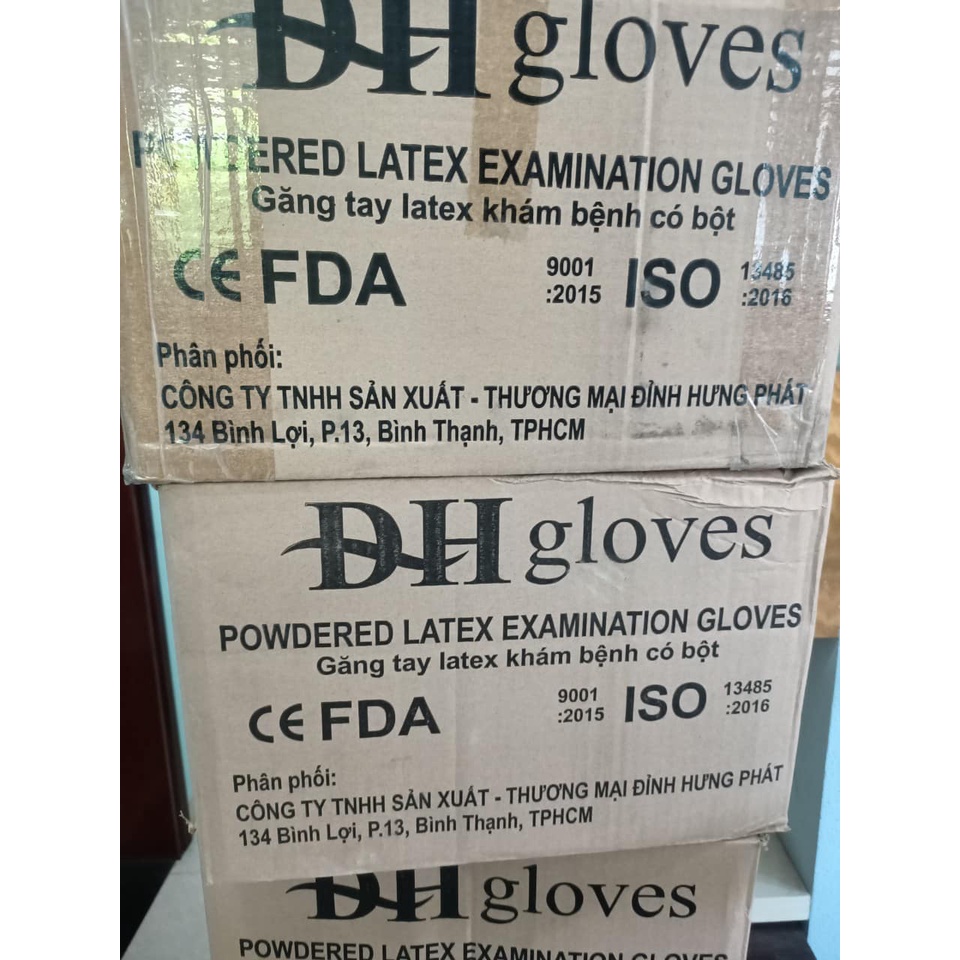 DH gloves
POWDERED LATEX EXAMINATION GLOVES
Găng tay latex khám bệnh có bột
CE FDA 9001 :2015 ISO 13485 :2016
Phân phối:
CÔNG TY TNHH SẢN XUẤT - THƯƠNG MẠI ĐỈNH HƯNG PHÁT
134 Bình Lợi, P.13, Bình Thạnh, TPHCM
DH gloves
POWDERED LATEX EXAMINATION GLOVES
Găng tay latex khám bệnh có bột
CE FDA 9001 :2015 ISO 13485 :2016
Phân phối:
CÔNG TY TNHH SẢN XUẤT - THƯƠNG MẠI ĐỈNH HƯNG PHÁT
134 Bình Lợi, P.13, Bình Thạnh, TPHCM
DH gloves
POWDERED LATEX EXAMINATION GLOVES